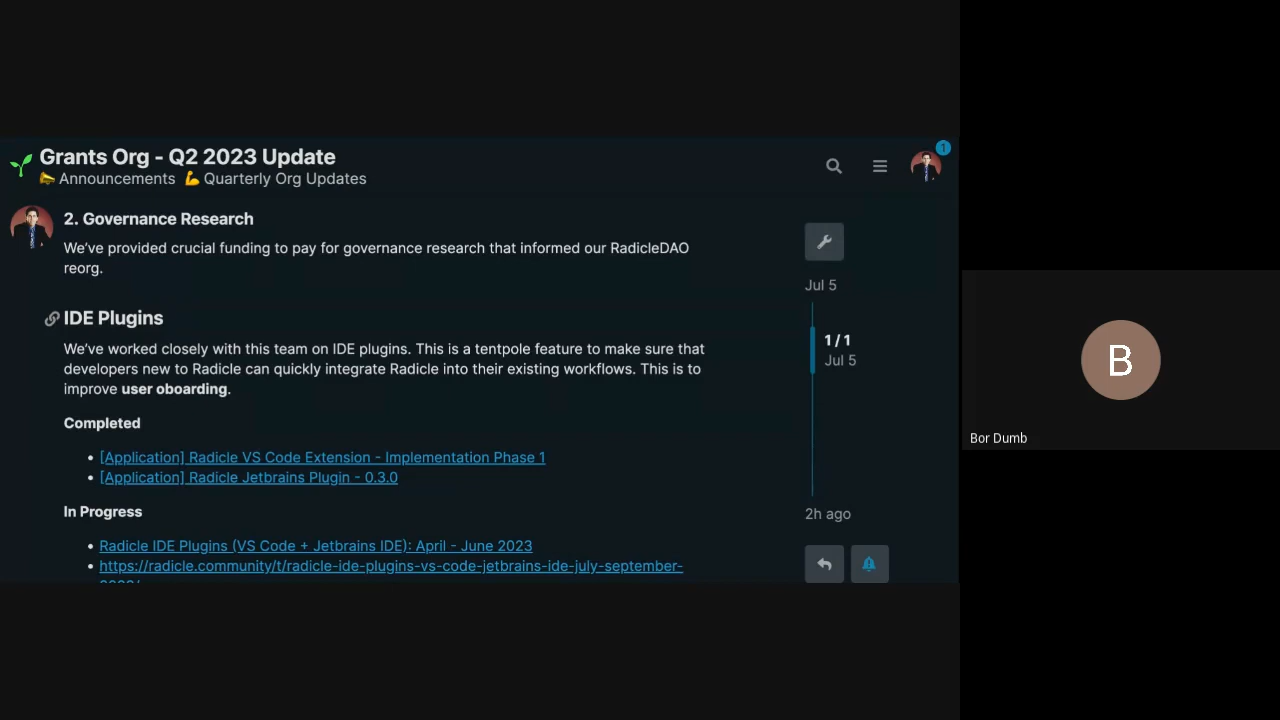 Grants Org - Q2 2023 Update
📣 Announcements 💪 Quarterly Org Updates
1
2. Governance Research
We've provided crucial funding to pay for governance research that informed our RadicleDAO
reorg.
IDE Plugins
We've worked closely with this team on IDE plugins. This is a tentpole feature to make sure that
developers new to Radicle can quickly integrate Radicle into their existing workflows. This is to
improve user oboarding.
Completed
• [Application] Radicle VS Code Extension - Implementation Phase 1
• [Application] Radicle Jetbrains Plugin - 0.3.0
In Progress
• Radicle IDE Plugins (VS Code + Jetbrains IDE): April - June 2023
• https://radicle.community/t/radicle-ide-plugins-vs-code-jetbrains-ide-july-september-
Jul 5
1 / 1
Jul 5
2h ago
B
Bor Dumb